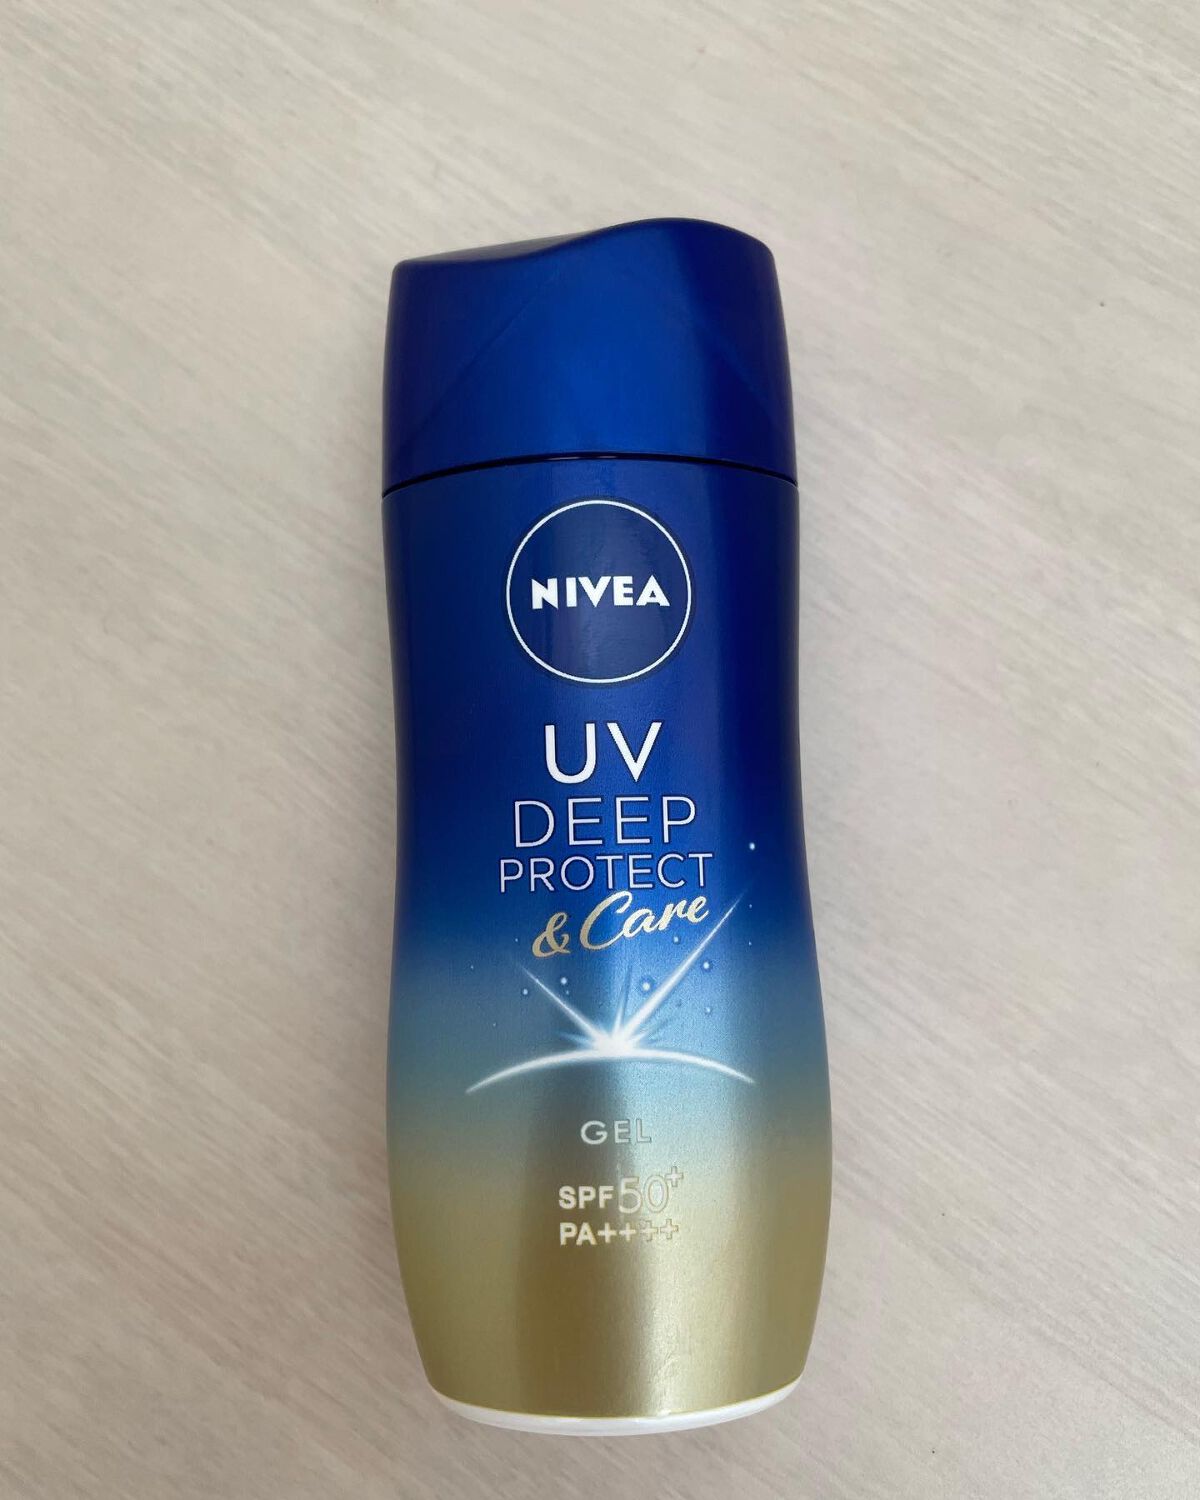 NIVEA
UV
DEEP
PROTECT
& Care
GEL
SPF50+
PA++++